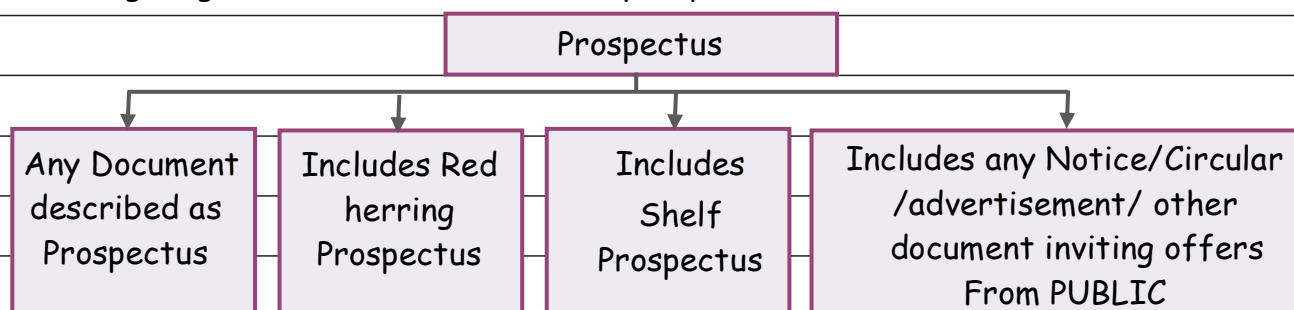 Prospectus
Any Document
described as
Prospectus
Includes Red
herring
Prospectus
Includes
Shelf
Prospectus
Includes any Notice/Circular
/advertisement/ other
document inviting offers
From PUBLIC